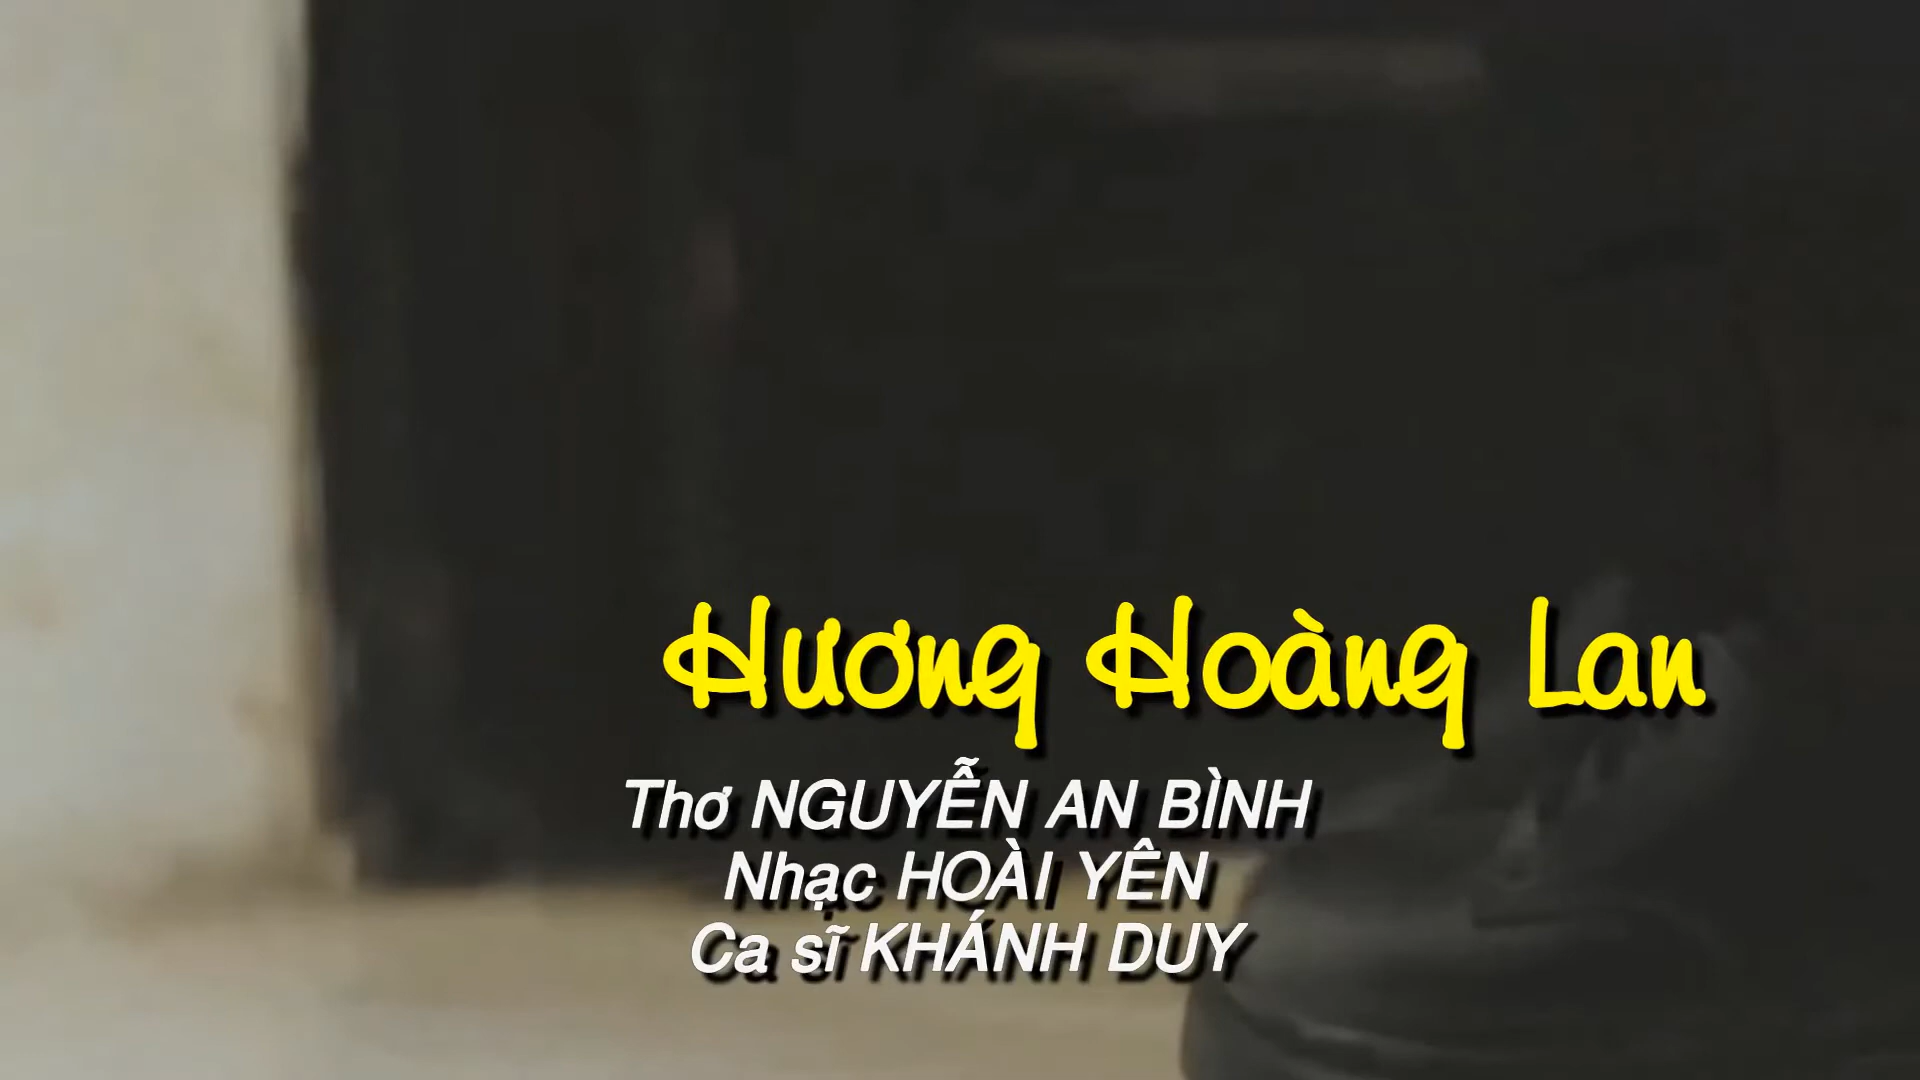 Hương Hoàng Lan
Thơ NGUYỄN AN BÌNH
Nhạc HOÀI YÊN
Ca sĩ KHÁNH DUY